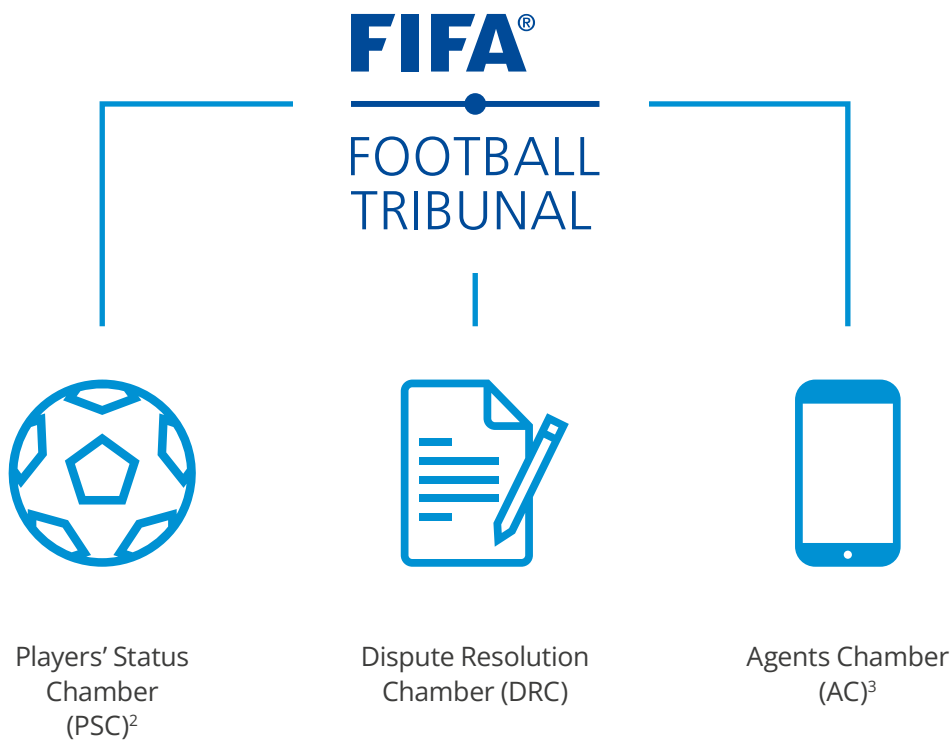 FIFA®
FOOTBALL
TRIBUNAL
Players’ Status
Chamber
(PSC)²
Dispute Resolution
Chamber (DRC)
Agents Chamber
(AC)³